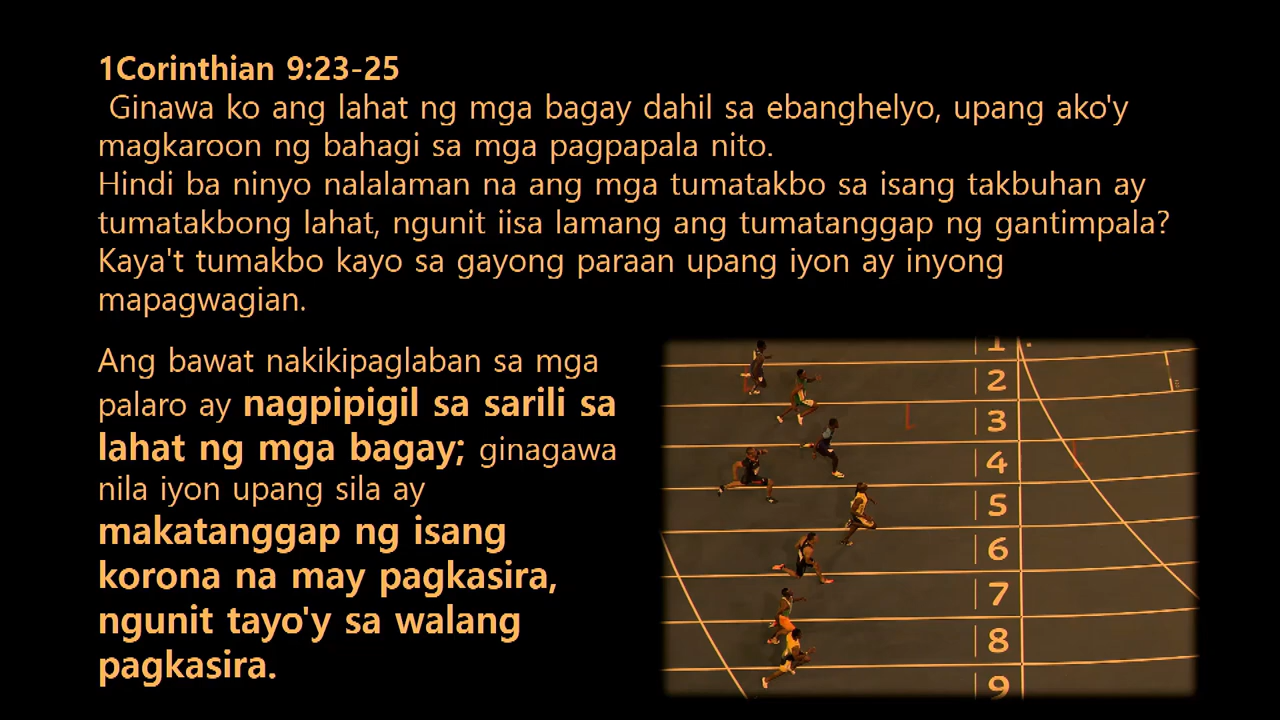 1Corinthian 9:23-25
Ginawa ko ang lahat ng mga bagay dahil sa ebanghelyo, upang ako'y
magkaroon ng bahagi sa mga pagpapala nito.
Hindi ba ninyo nalalaman na ang mga tumatakbo sa isang takbuhan ay
tumatakbong lahat, ngunit iisa lamang ang tumatanggap ng gantimpala?
Kaya't tumakbo kayo sa gayong paraan upang iyon ay inyong
mapagwagian.
Ang bawat nakikipaglaban sa mga
palaro ay nagpipigil sa sarili sa
lahat ng mga bagay; ginagawa
nila iyon upang sila ay
makatanggap ng isang
korona na may pagkasira,
ngunit tayo'y sa walang
pagkasira.
1
2
3
4
5
6
7
8
9